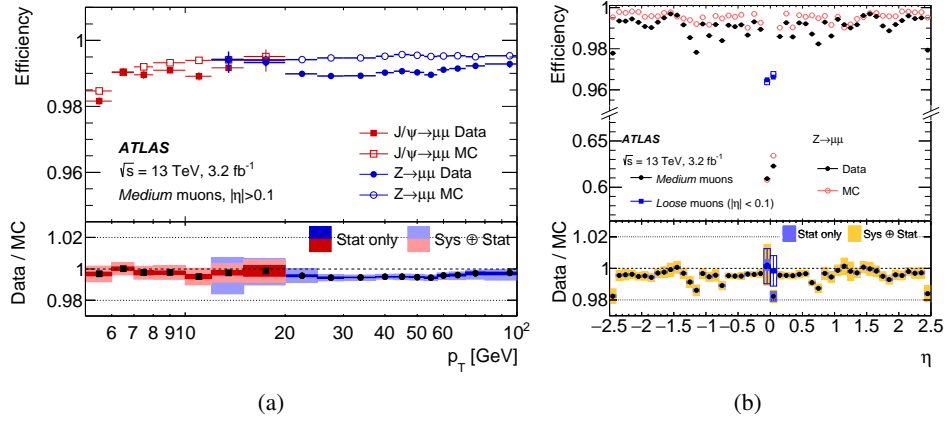 Efficiency
1
0.98
0.96
ATLAS
√s = 13 TeV, 3.2 fb⁻¹
Medium muons, |η|>0.1
J/ψ→μμ Data
J/ψ→μμ MC
Z→μμ Data
Z→μμ MC
Data / MC
1.02
1
0.98
Stat only
Sys ⊕ Stat
6 7 8 910 20 30 40 50 60 10²
p_T [GeV]
(a)
Efficiency
1
0.98
0.96
0.65
0.6
ATLAS
√s = 13 TeV, 3.2 fb⁻¹
Medium muons
Loose muons (|η| < 0.1)
Z→μμ
Data
MC
Data / MC
1.02
1
0.98
Stat only
Sys ⊕ Stat
−2.5 −2 −1.5 −1 −0.5 0 0.5 1 1.5 2 2.5
η
(b)